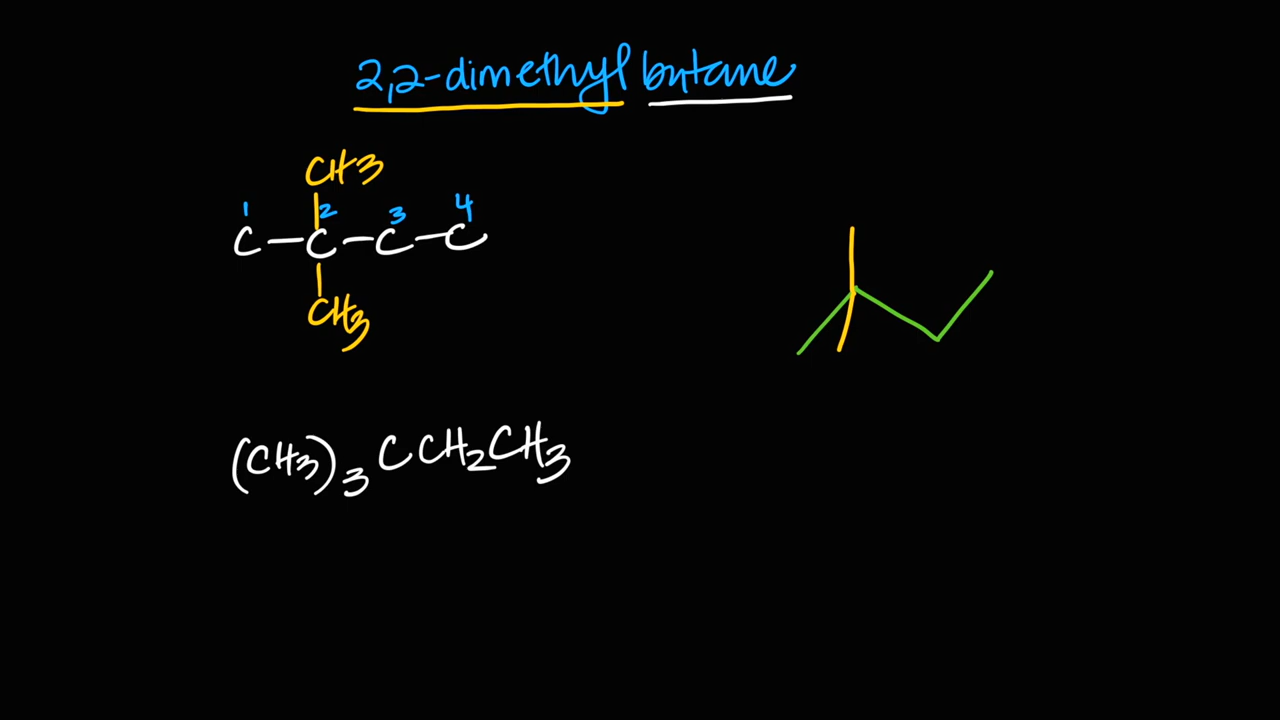 2,2-dimethyl butane
CH3
1 2 3 4
C-C-C-C
CH3
(CH3)3CCH2CH3